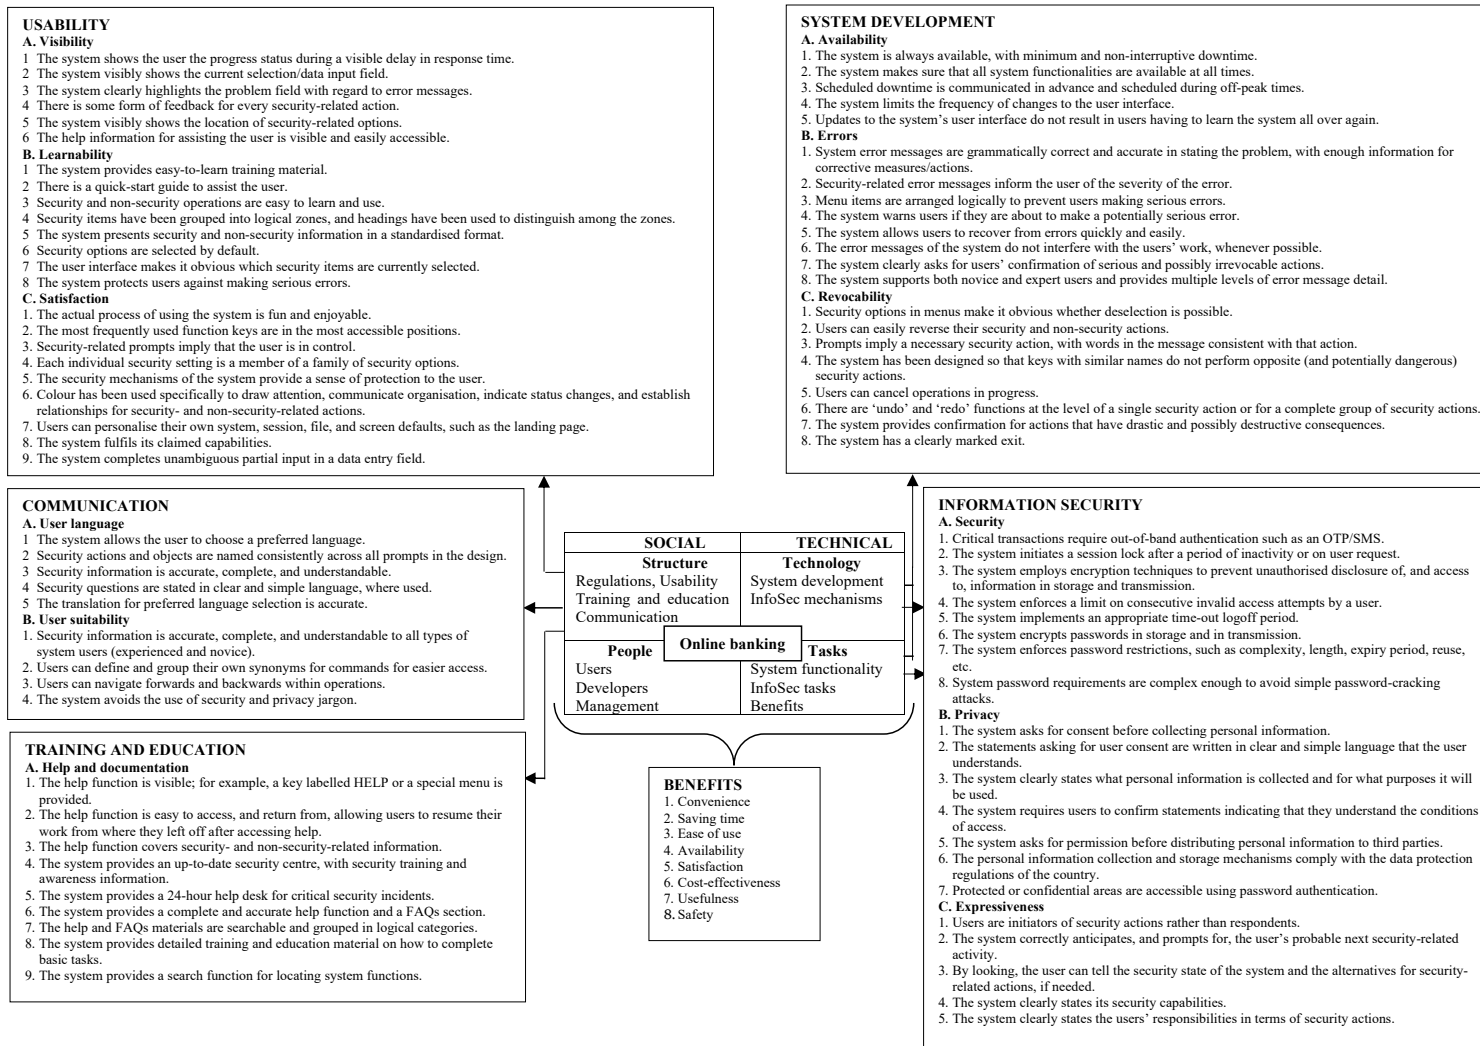 USABILITY
A. Visibility
1 The system shows the user the progress status during a visible delay in response time.
2 The system visibly shows the current selection/data input field.
3 The system clearly highlights the problem field with regard to error messages.
4 There is some form of feedback for every security-related action.
5 The system visibly shows the location of security-related options.
6 The help information for assisting the user is visible and easily accessible.
B. Learnability
1 The system provides easy-to-learn training material.
2 There is a quick-start guide to assist the user.
3 Security and non-security operations are easy to learn and use.
4 Security items have been grouped into logical zones, and headings have been used to distinguish among the zones.
5 The system presents security and non-security information in a standardised format.
6 Security options are selected by default.
7 The user interface makes it obvious which security items are currently selected.
8 The system protects users against making serious errors.
C. Satisfaction
1. The actual process of using the system is fun and enjoyable.
2. The most frequently used function keys are in the most accessible positions.
3. Security-related prompts imply that the user is in control.
4. Each individual security setting is a member of a family of security options.
5. The security mechanisms of the system provide a sense of protection to the user.
6. Colour has been used specifically to draw attention, communicate organisation, indicate status changes, and establish
relationships for security- and non-security-related actions.
7. Users can personalise their own system, session, file, and screen defaults, such as the landing page.
8. The system fulfils its claimed capabilities.
9. The system completes unambiguous partial input in a data entry field.
SYSTEM DEVELOPMENT
A. Availability
1. The system is always available, with minimum and non-interruptive downtime.
2. The system makes sure that all system functionalities are available at all times.
3. Scheduled downtime is communicated in advance and scheduled during off-peak times.
4. The system limits the frequency of changes to the user interface.
5. Updates to the system's user interface do not result in users having to learn the system all over again.
B. Errors
1. System error messages are grammatically correct and accurate in stating the problem, with enough information for
corrective measures/actions.
2. Security-related error messages inform the user of the severity of the error.
3. Menu items are arranged logically to prevent users making serious errors.
4. The system warns users if they are about to make a potentially serious error.
5. The system allows users to recover from errors quickly and easily.
6. The error messages of the system do not interfere with the users' work, whenever possible.
7. The system clearly asks for users' confirmation of serious and possibly irrevocable actions.
8. The system supports both novice and expert users and provides multiple levels of error message detail.
C. Revocability
1. Security options in menus make it obvious whether deselection is possible.
2. Users can easily reverse their security and non-security actions.
3. Prompts imply a necessary security action, with words in the message consistent with that action.
4. The system has been designed so that keys with similar names do not perform opposite (and potentially dangerous)
security actions.
5. Users can cancel operations in progress.
6. There are 'undo' and 'redo' functions at the level of a single security action or for a complete group of security actions.
7. The system provides confirmation for actions that have drastic and possibly destructive consequences.
8. The system has a clearly marked exit.
COMMUNICATION
A. User language
1 The system allows the user to choose a preferred language.
2 Security actions and objects are named consistently across all prompts in the design.
3 Security information is accurate, complete, and understandable.
4 Security questions are stated in clear and simple language, where used.
5 The translation for preferred language selection is accurate.
B. User suitability
1. Security information is accurate, complete, and understandable to all types of
system users (experienced and novice).
2. Users can define and group their own synonyms for commands for easier access.
3. Users can navigate forwards and backwards within operations.
4. The system avoids the use of security and privacy jargon.
SOCIAL
TECHNICAL
Structure
Regulations, Usability
Training and education
Communication
Technology
System development
InfoSec mechanisms
Online banking
People
Users
Developers
Management
Tasks
System functionality
InfoSec tasks
Benefits
INFORMATION SECURITY
A. Security
1. Critical transactions require out-of-band authentication such as an OTP/SMS.
2. The system initiates a session lock after a period of inactivity or on user request.
3. The system employs encryption techniques to prevent unauthorised disclosure of, and access
to, information in storage and transmission.
4. The system enforces a limit on consecutive invalid access attempts by a user.
5. The system implements an appropriate time-out logoff period.
6. The system encrypts passwords in storage and in transmission.
7. The system enforces password restrictions, such as complexity, length, expiry period, reuse,
etc.
8. System password requirements are complex enough to avoid simple password-cracking
attacks.
B. Privacy
1. The system asks for consent before collecting personal information.
2. The statements asking for user consent are written in clear and simple language that the user
understands.
3. The system clearly states what personal information is collected and for what purposes it will
be used.
4. The system requires users to confirm statements indicating that they understand the conditions
of access.
5. The system asks for permission before distributing personal information to third parties.
6. The personal information collection and storage mechanisms comply with the data protection
regulations of the country.
7. Protected or confidential areas are accessible using password authentication.
C. Expressiveness
1. Users are initiators of security actions rather than respondents.
2. The system correctly anticipates, and prompts for, the user's probable next security-related
activity.
3. By looking, the user can tell the security state of the system and the alternatives for security-
related actions, if needed.
4. The system clearly states its security capabilities.
5. The system clearly states the users' responsibilities in terms of security actions.
TRAINING AND EDUCATION
A. Help and documentation
1. The help function is visible; for example, a key labelled HELP or a special menu is
provided.
2. The help function is easy to access, and return from, allowing users to resume their
work from where they left off after accessing help.
3. The help function covers security- and non-security-related information.
4. The system provides an up-to-date security centre, with security training and
awareness information.
5. The system provides a 24-hour help desk for critical security incidents.
6. The system provides a complete and accurate help function and a FAQs section.
7. The help and FAQs materials are searchable and grouped in logical categories.
8. The system provides detailed training and education material on how to complete
basic tasks.
9. The system provides a search function for locating system functions.
BENEFITS
1. Convenience
2. Saving time
3. Ease of use
4. Availability
5. Satisfaction
6. Cost-effectiveness
7. Usefulness
8. Safety